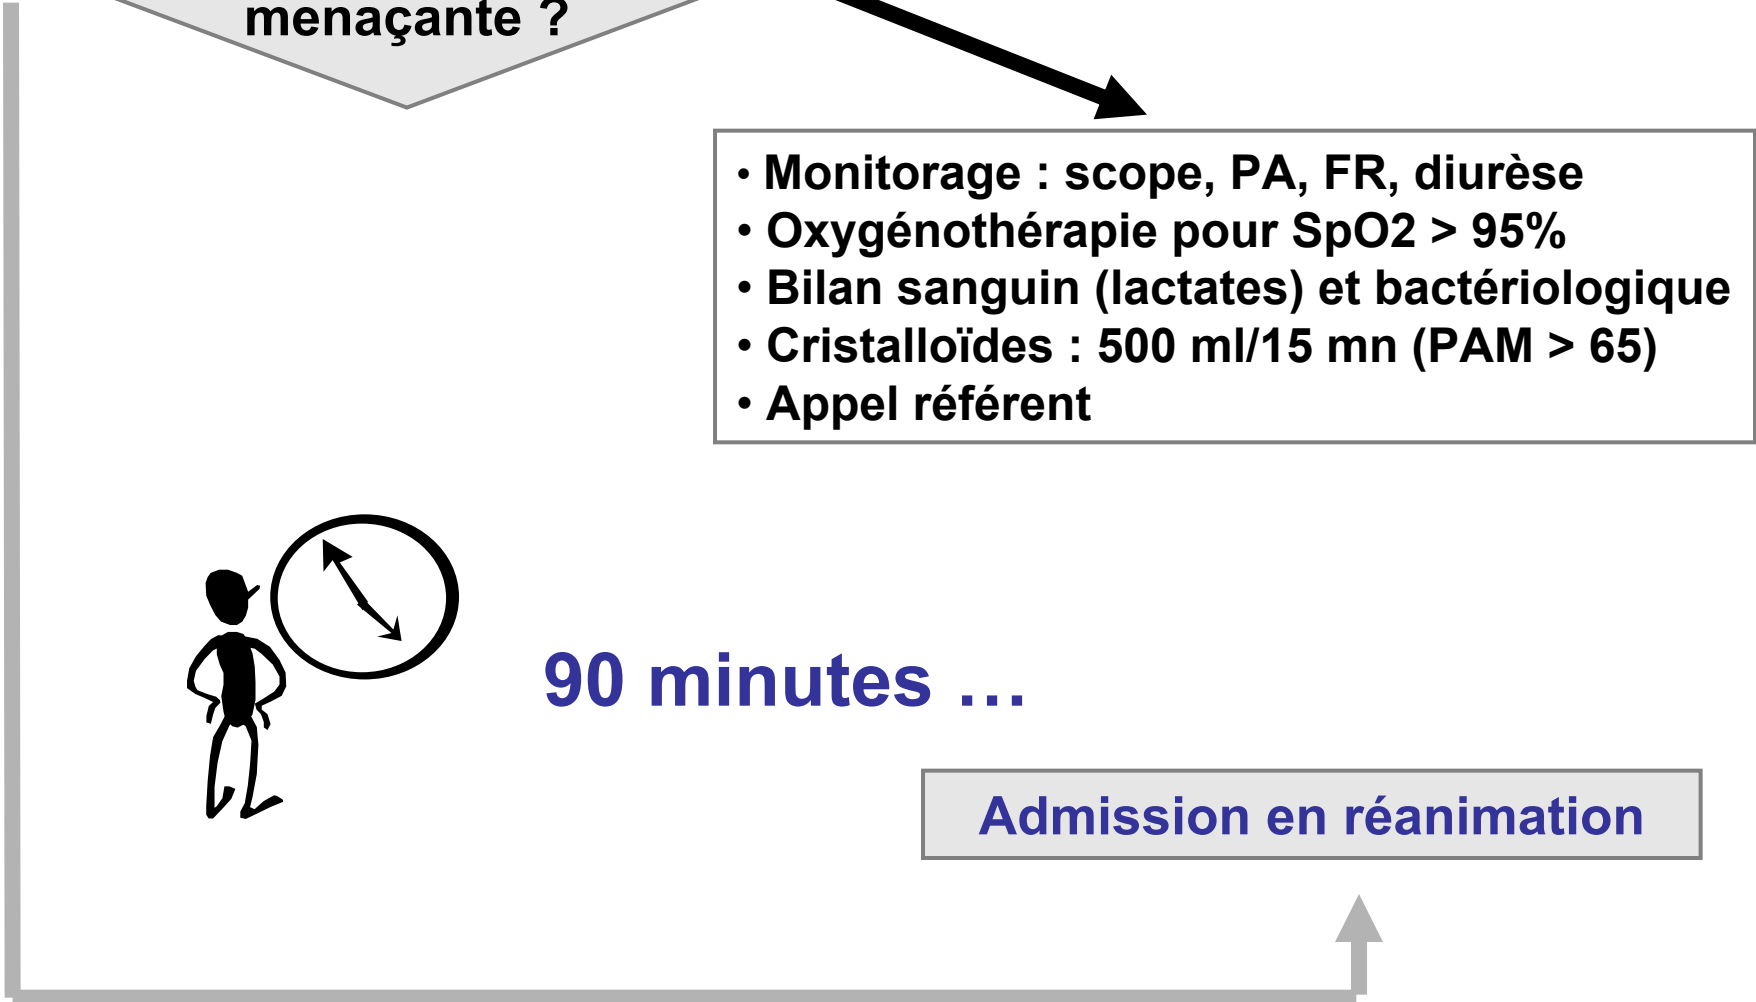 menaçante ?
• Monitorage : scope, PA, FR, diurèse
• Oxygénothérapie pour SpO2 > 95%
• Bilan sanguin (lactates) et bactériologique
• Cristalloïdes : 500 ml/15 mn (PAM > 65)
• Appel référent
90 minutes …
Admission en réanimation